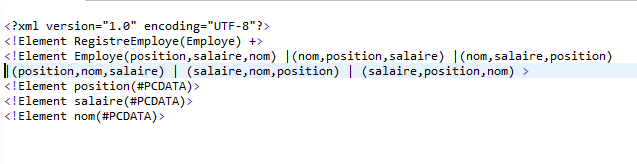 <?xml version="1.0" encoding="UTF-8"?>
<!Element RegistreEmploye(Employe) +>
<!Element Employe(position,salaire,nom) |(nom,position,salaire) |(nom,salaire,position)
|(position,nom,salaire) | (salaire,nom,position) | (salaire,position,nom) >
<!Element position(#PCDATA)>
<!Element salaire(#PCDATA)>
<!Element nom(#PCDATA)>